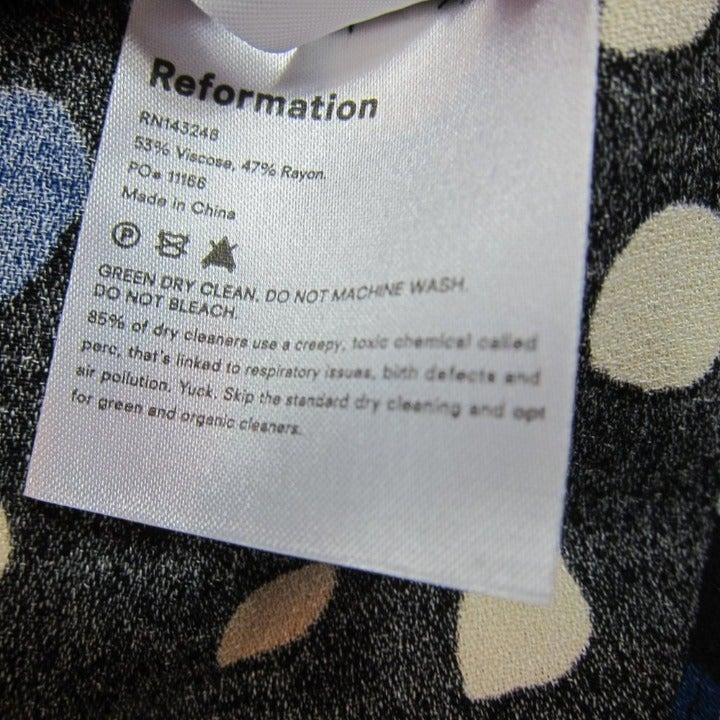 Reformation
RN143246
53% Viscose, 47% Rayon.
PO# 11166
Made in China
P
GREEN DRY CLEAN. DO NOT MACHINE WASH.
DO NOT BLEACH.
85% of dry cleaners use a creepy, toxic chemical called
perc, that's linked to respiratory issues, birth defects and
air pollution. Yuck. Skip the standard dry cleaning and opt
for green and organic cleaners.